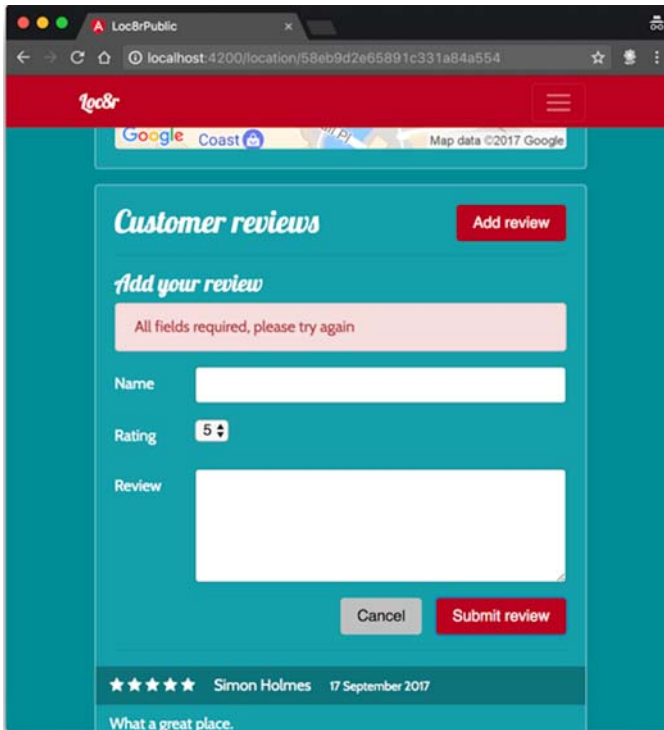 Loc8rPublic
localhost:4200/location/58eb9d2e65891c331a84a554
Loc8r
Google Coast Map data ©2017 Google
Customer reviews Add review
Add your review
All fields required, please try again
Name
Rating 5
Review
Cancel Submit review
Simon Holmes 17 September 2017
What a great place.